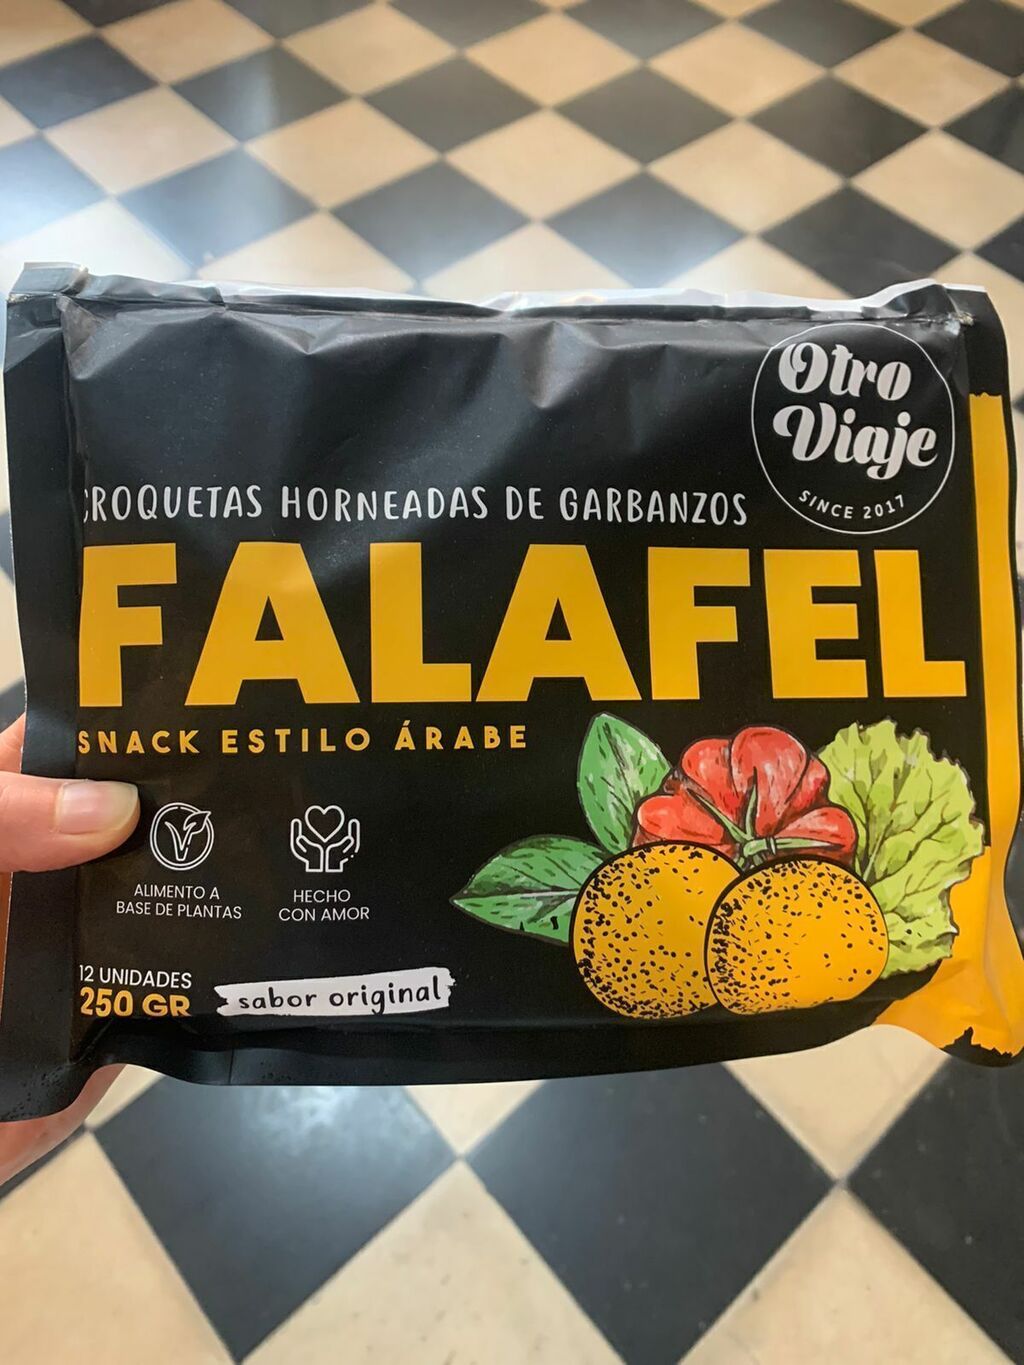 Otro
Viaje
SINCE 2017
CROQUETAS HORNEADAS DE GARBANZOS
FALAFEL
SNACK ESTILO ÁRABE
ALIMENTO A
BASE DE PLANTAS
HECHO
CON AMOR
12 UNIDADES
250 GR
sabor original